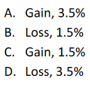 A. Gain, 3.5%
B. Loss, 1.5%
C. Gain, 1.5%
D. Loss, 3.5%